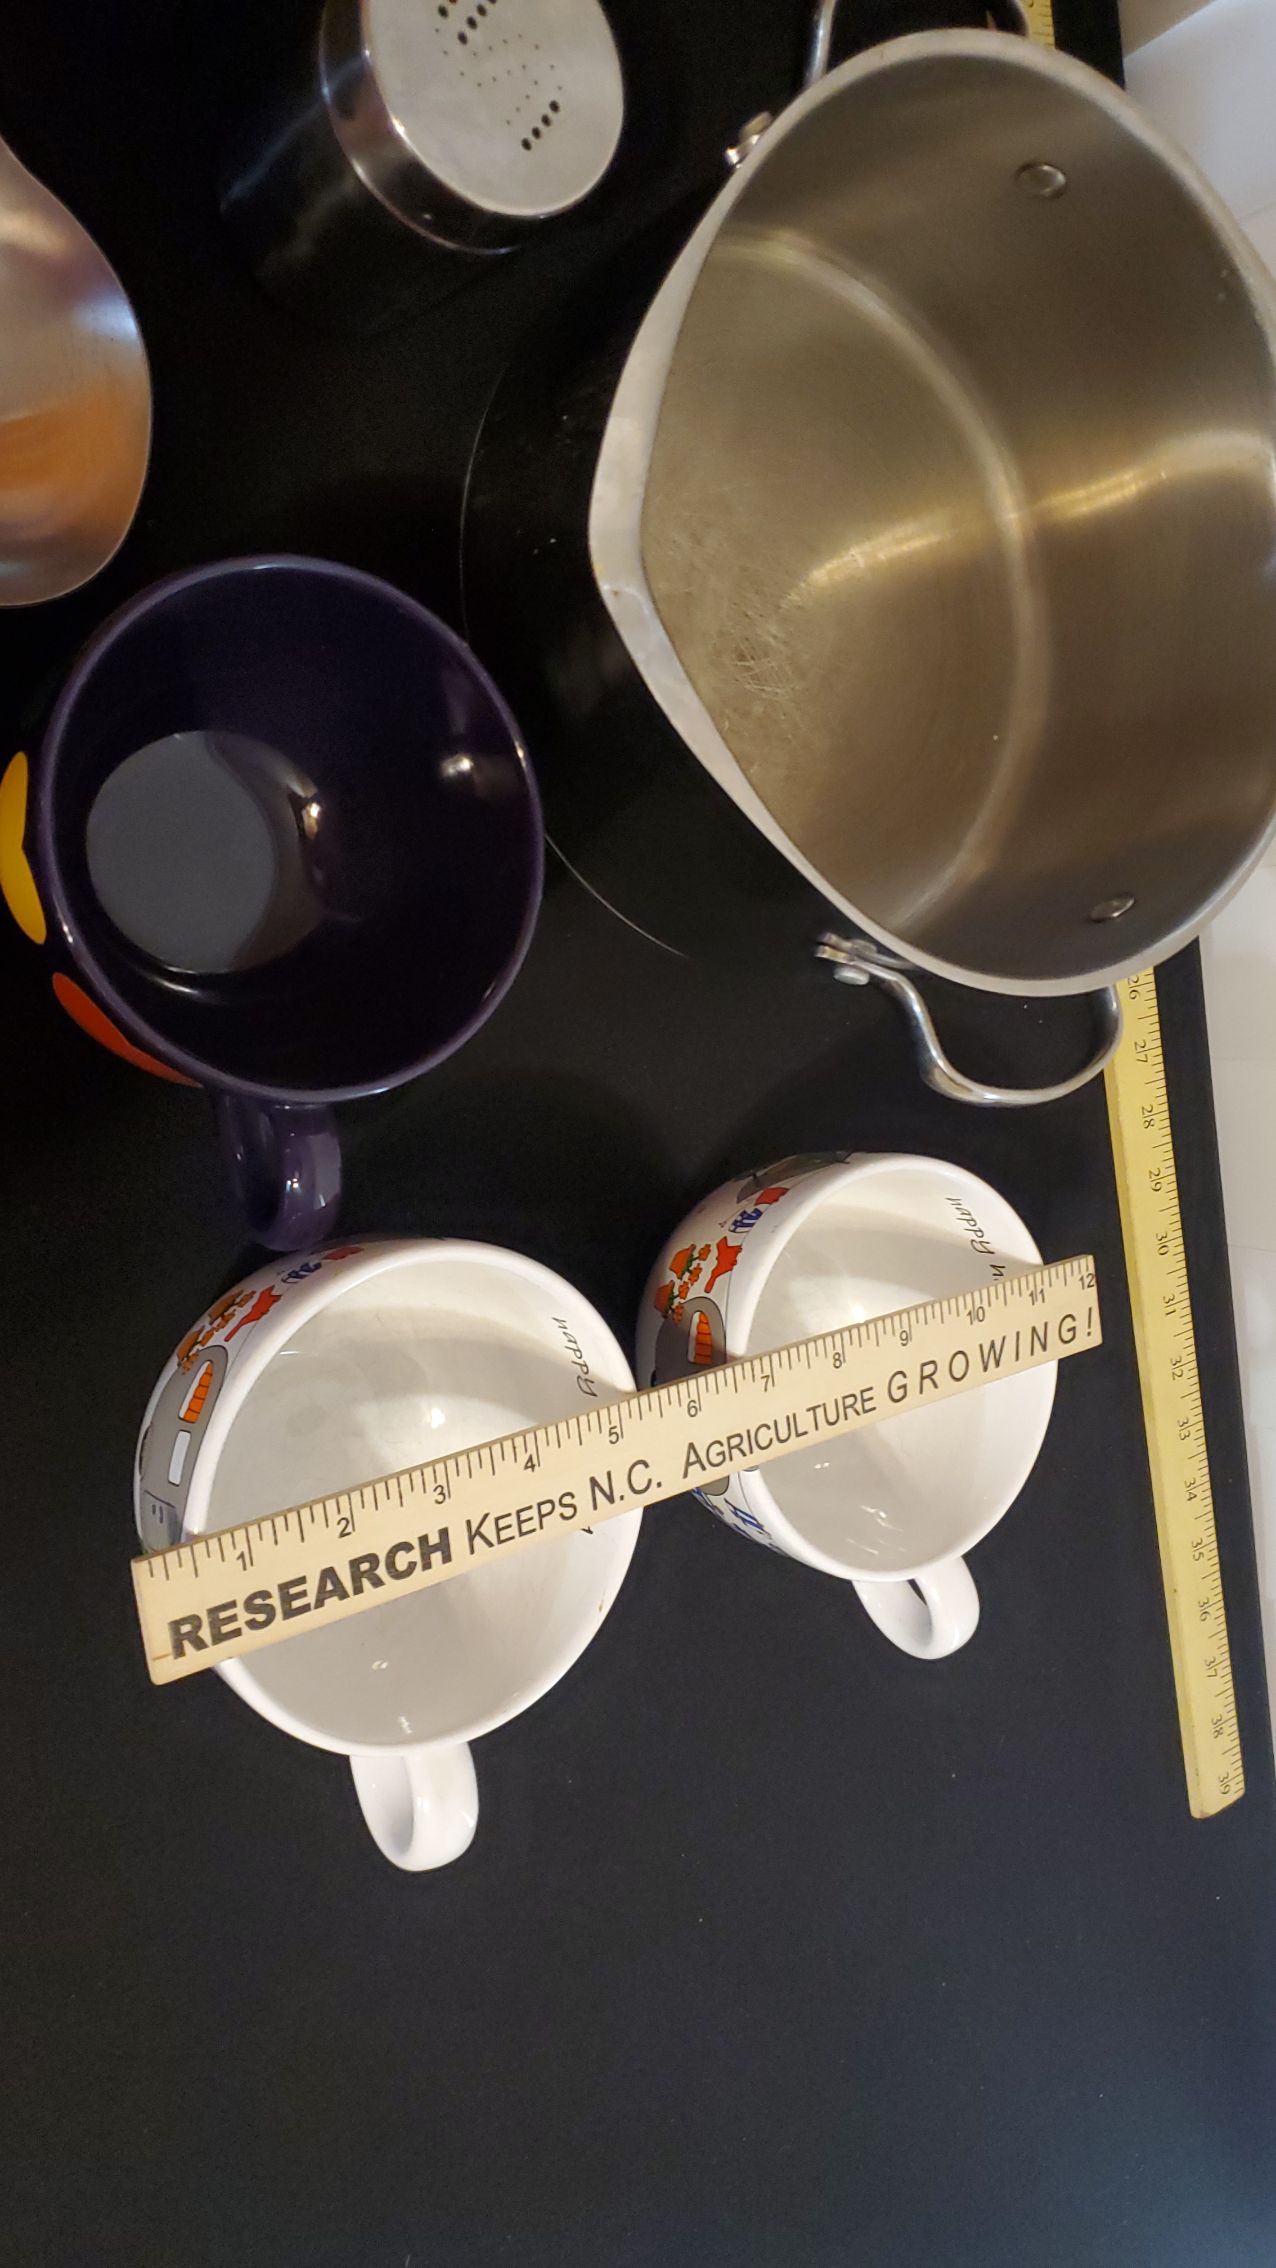 1 2 3 4 5 6 7 8 9 10 11 12
RESEARCH KEEPS N.C. AGRICULTURE GROWING!
Happy
Happy
26 27 28 29 30 31 32 33 34 35 36 37 38 39